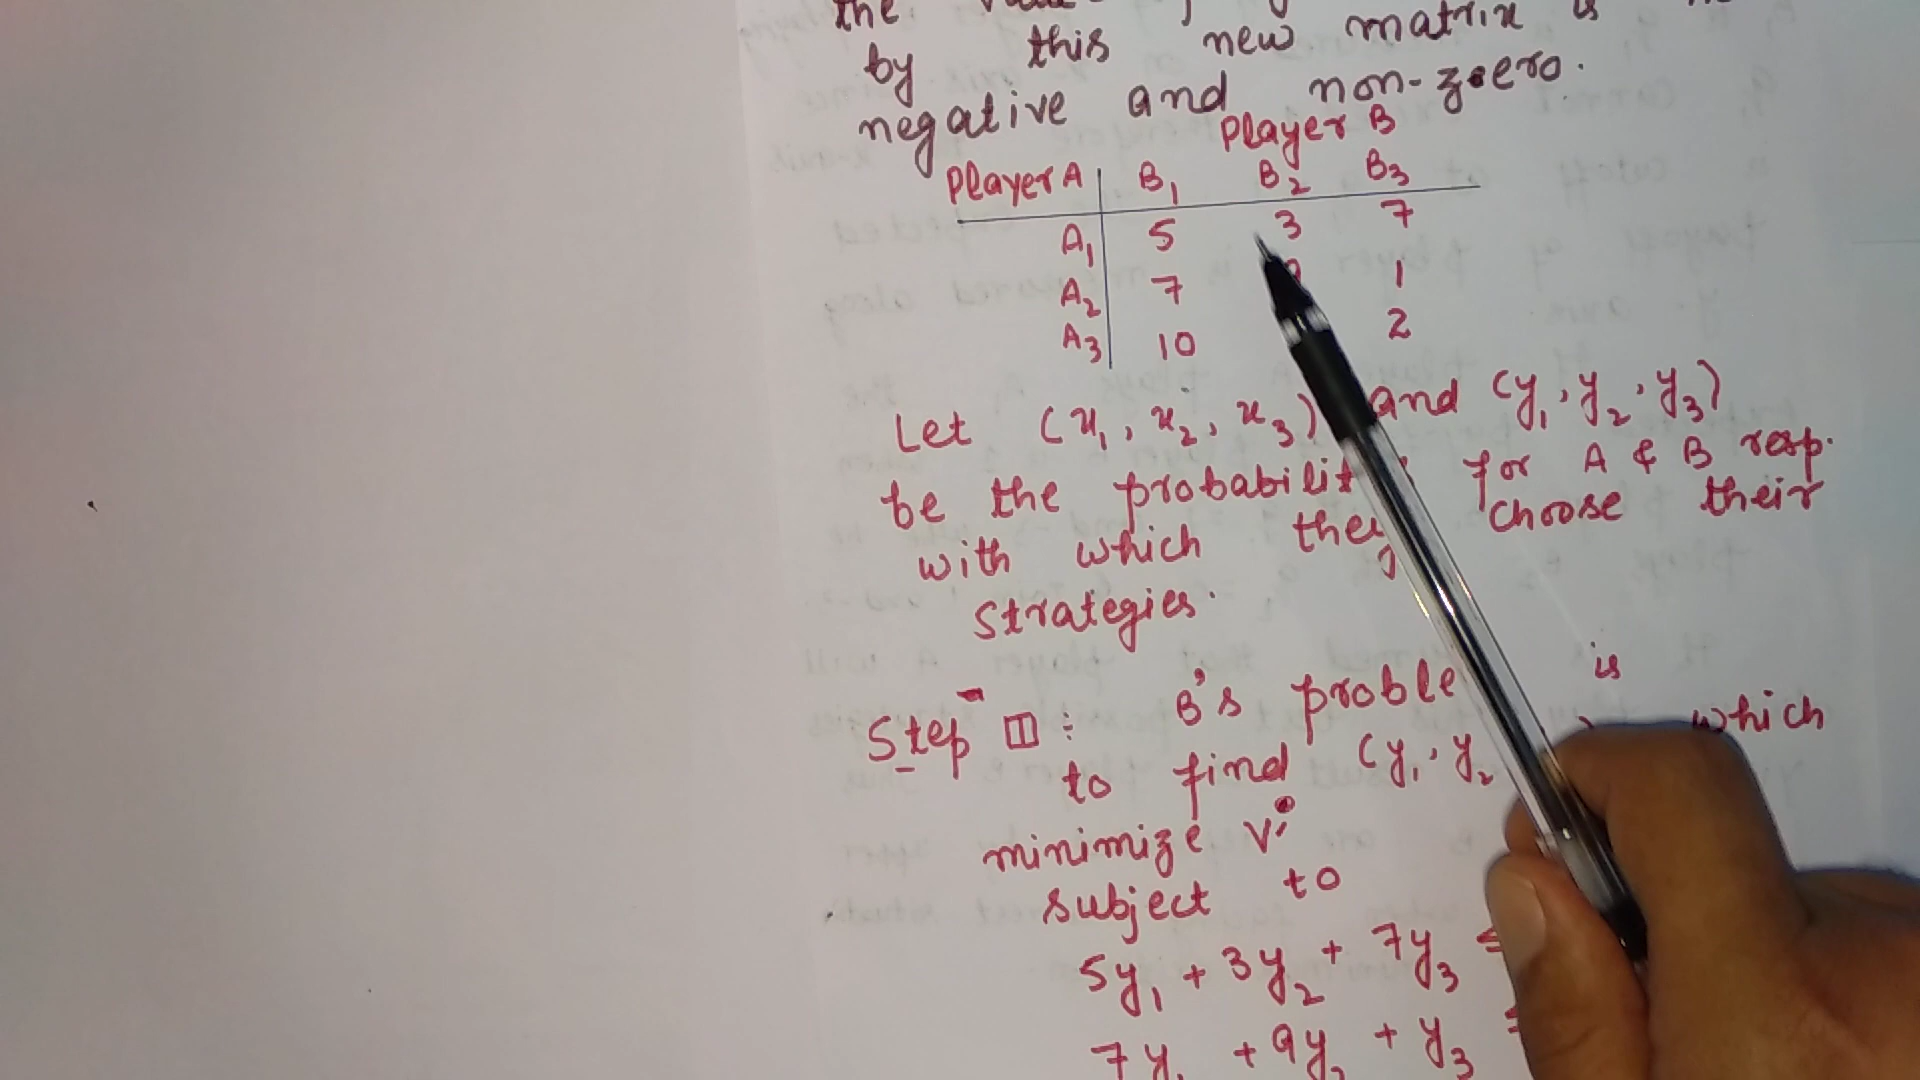 the
by this new matrix is
negative and non-zero.
Player B
Player A B₁ B₂ B₃
A₁ 5 3 7
A₂ 7 1
A₃ 10 2
Let (x₁, x₂, x₃) and (y₁, y₂, y₃)
be the probabilit for A & B resp.
with which they choose their
strategies.
Step III : B's proble is
to find (y₁, y₂ which
minimize V
subject to
5y₁ + 3y₂ + 7y₃ ≤
7y₁ + 9y₂ + y₃ ≤